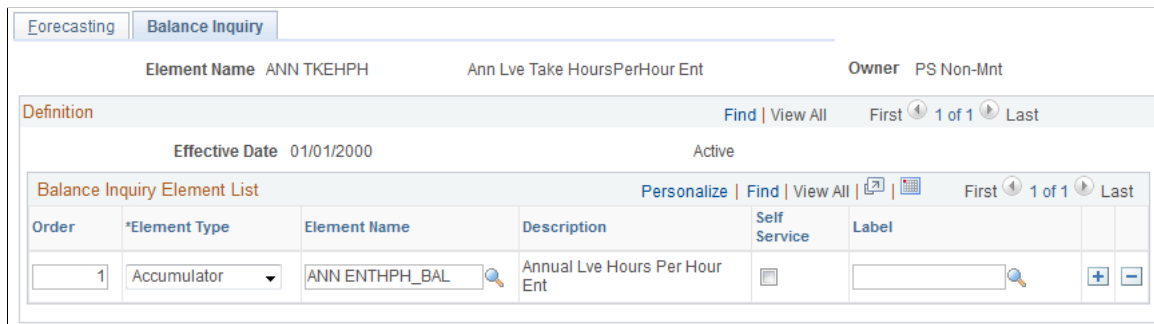 Forecasting Balance Inquiry
Element Name ANN TKEHPH Ann Lve Take HoursPerHour Ent Owner PS Non-Mnt
Definition Find | View All First 1 of 1 Last
Effective Date 01/01/2000 Active
Balance Inquiry Element List Personalize | Find | View All | | First 1 of 1 Last
Order *Element Type Element Name Description Self Service Label
1 Accumulator ANN ENTHPH_BAL Annual Lve Hours Per Hour Ent